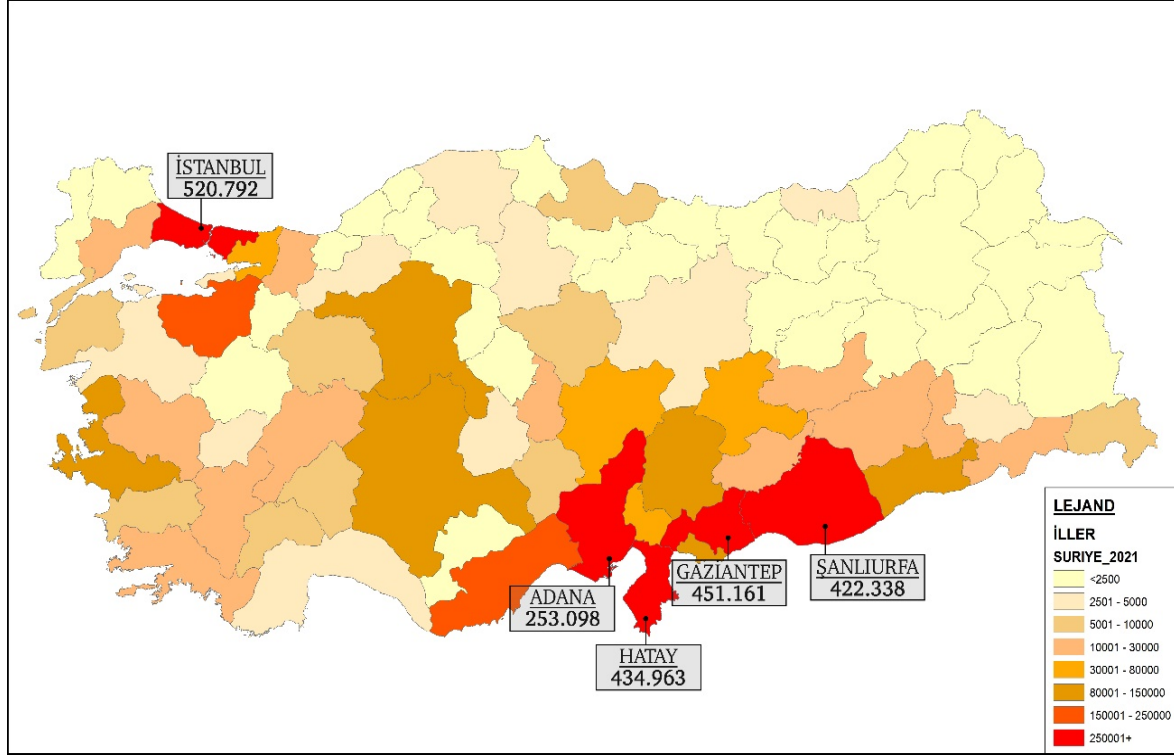 İSTANBUL
520.792
ADANA
253.098
HATAY
434.963
GAZİANTEP
451.161
ŞANLIURFA
422.338
LEJAND
İLLER
SURIYE_2021
<2500
2501 - 5000
5001 - 10000
10001 - 30000
30001 - 80000
80001 - 150000
150001 - 250000
250001+